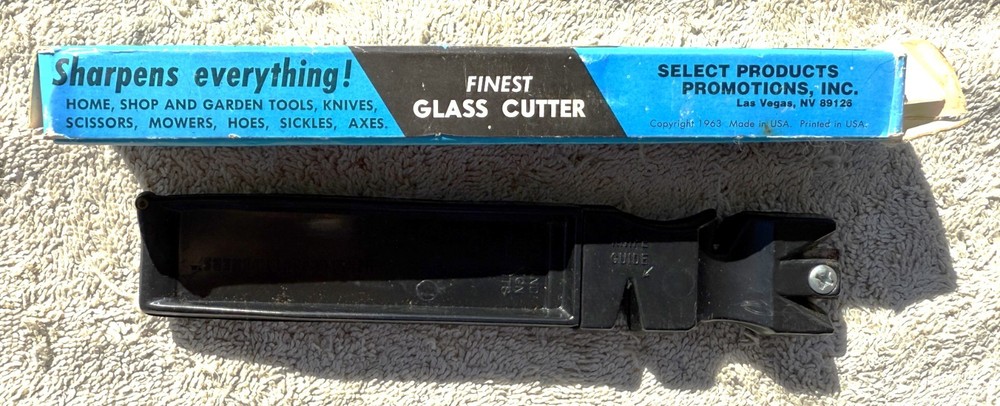 Sharpens everything!
HOME, SHOP AND GARDEN TOOLS, KNIVES,
SCISSORS, MOWERS, HOES, SICKLES, AXES.
FINEST
GLASS CUTTER
SELECT PRODUCTS
PROMOTIONS, INC.
Las Vegas, NV 89126
Copyright 1963 Made in USA. Printed in USA.
GUIDE